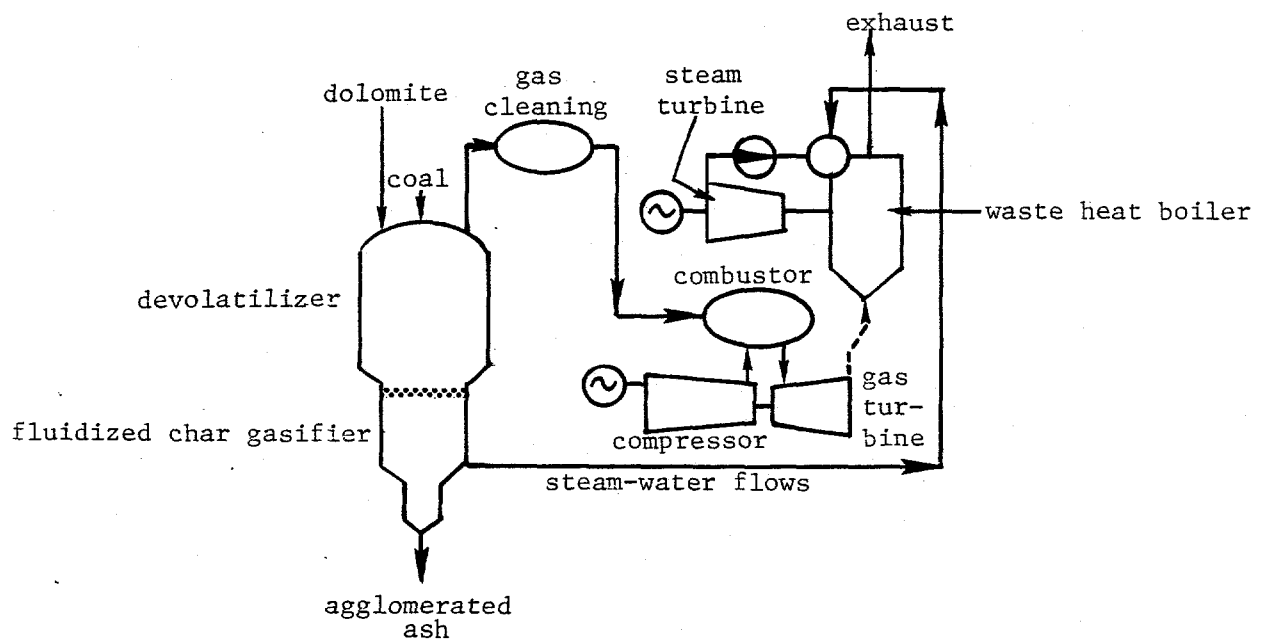 exhaust
gas
cleaning
steam
turbine
dolomite
coal
waste heat boiler
combustor
devolatilizer
gas
tur-
bine
fluidized char gasifier
compressor
steam-water flows
agglomerated
ash